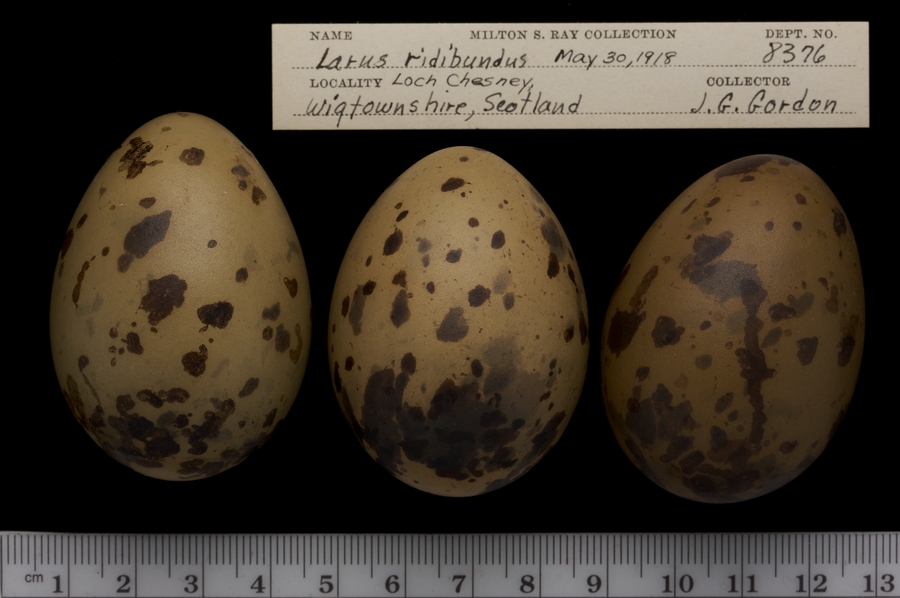 NAME MILTON S. RAY COLLECTION DEPT. NO.
Larus ridibundus May 30, 1918 8376
LOCALITY Loch Chesney, COLLECTOR
Wigtownshire, Scotland J. G. Gordon
cm 1 2 3 4 5 6 7 8 9 10 11 12 13